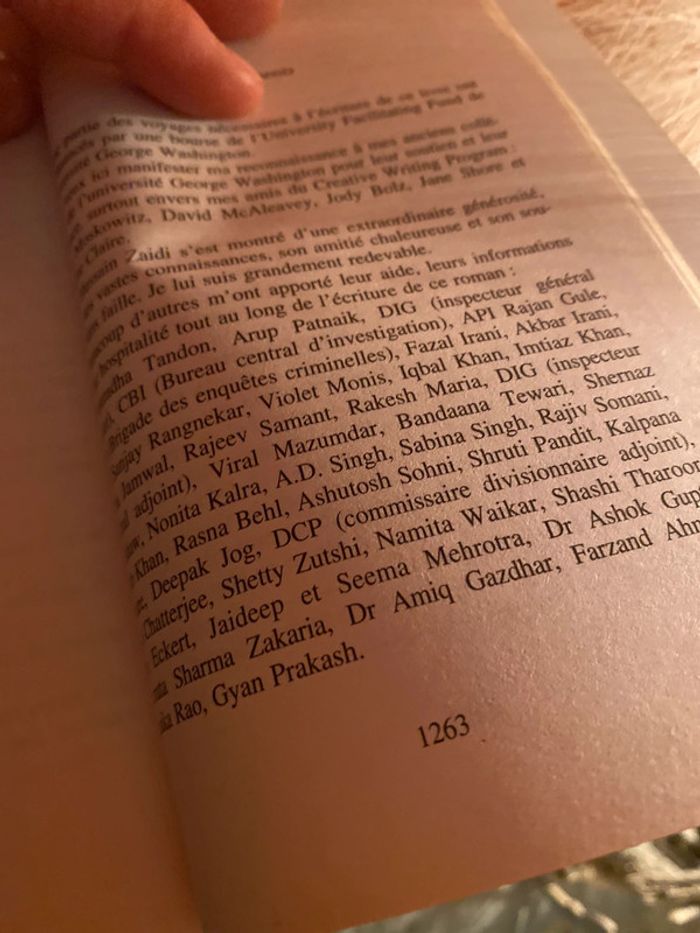 partie des voyages nécessaires à l'écriture de ce livre ont
par une bourse de l'University Facilitating Fund de
George Washington.
ici manifester ma reconnaissance à mes anciens
l'université George Washington pour leur soutien et leur
surtout envers mes amis du Creative Writing Program :
Moskowitz, David McAleavey, Jody Bolz, Jane Shore et
Claire.
Zaidi s'est montré d'une extraordinaire générosité,
vastes connaissances, son amitié chaleureuse et son sou-
faille. Je lui suis grandement redevable.
d'autres m'ont apporté leur aide, leurs informations
hospitalité tout au long de l'écriture de ce roman :
Tandon, Arup Patnaik, DIG (inspecteur général
CBI (Bureau central d'investigation), API Rajan Gule,
Brigade des enquêtes criminelles), Fazal Irani, Akbar Irani,
Sanjay Rangnekar, Violet Monis, Iqbal Khan, Imtiaz Khan,
Jamwal, Rajeev Samant, Rakesh Maria, DIG (inspecteur
adjoint), Viral Mazumdar, Bandaana Tewari, Shernaz
Nonita Kalra, A.D. Singh, Sabina Singh, Rajiv Somani,
Khan, Rasna Behl, Ashutosh Sohni, Shruti Pandit, Kalpana
Deepak Jog, DCP (commissaire divisionnaire adjoint),
Chatterjee, Shetty Zutshi, Namita Waikar, Shashi Tharoor
Eckert, Jaideep et Seema Mehrotra, Dr Ashok
Sharma Zakaria, Dr Amiq Gazdhar, Farzand
Rao, Gyan Prakash.
1263